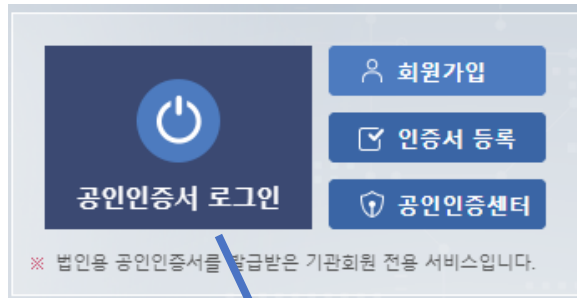 회원가입
인증서 등록
공인인증서 로그인
공인인증센터
※ 법인용 공인인증서를 발급받은 기관회원 전용 서비스입니다.